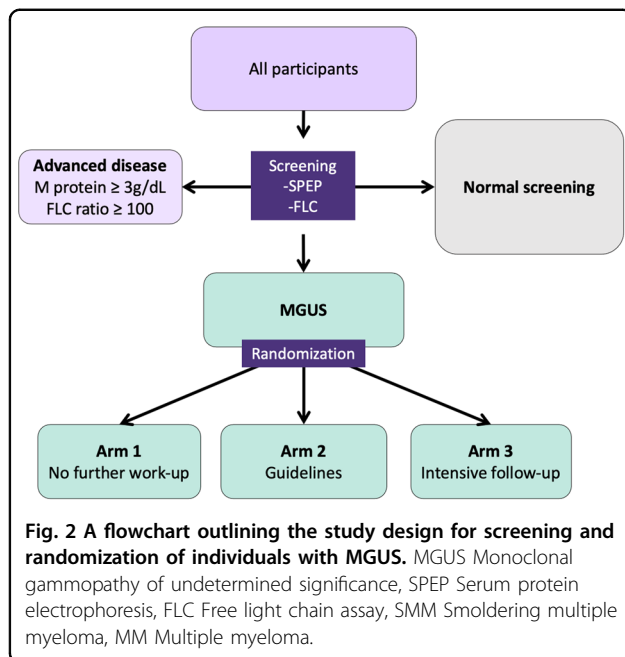 All participants
Screening
-SPEP
-FLC
Advanced disease
M protein ≥ 3g/dL
FLC ratio ≥ 100
Normal screening
MGUS
Randomization
Arm 1
No further work-up
Arm 2
Guidelines
Arm 3
Intensive follow-up
Fig. 2 A flowchart outlining the study design for screening and
randomization of individuals with MGUS. MGUS Monoclonal
gammopathy of undetermined significance, SPEP Serum protein
electrophoresis, FLC Free light chain assay, SMM Smoldering multiple
myeloma, MM Multiple myeloma.